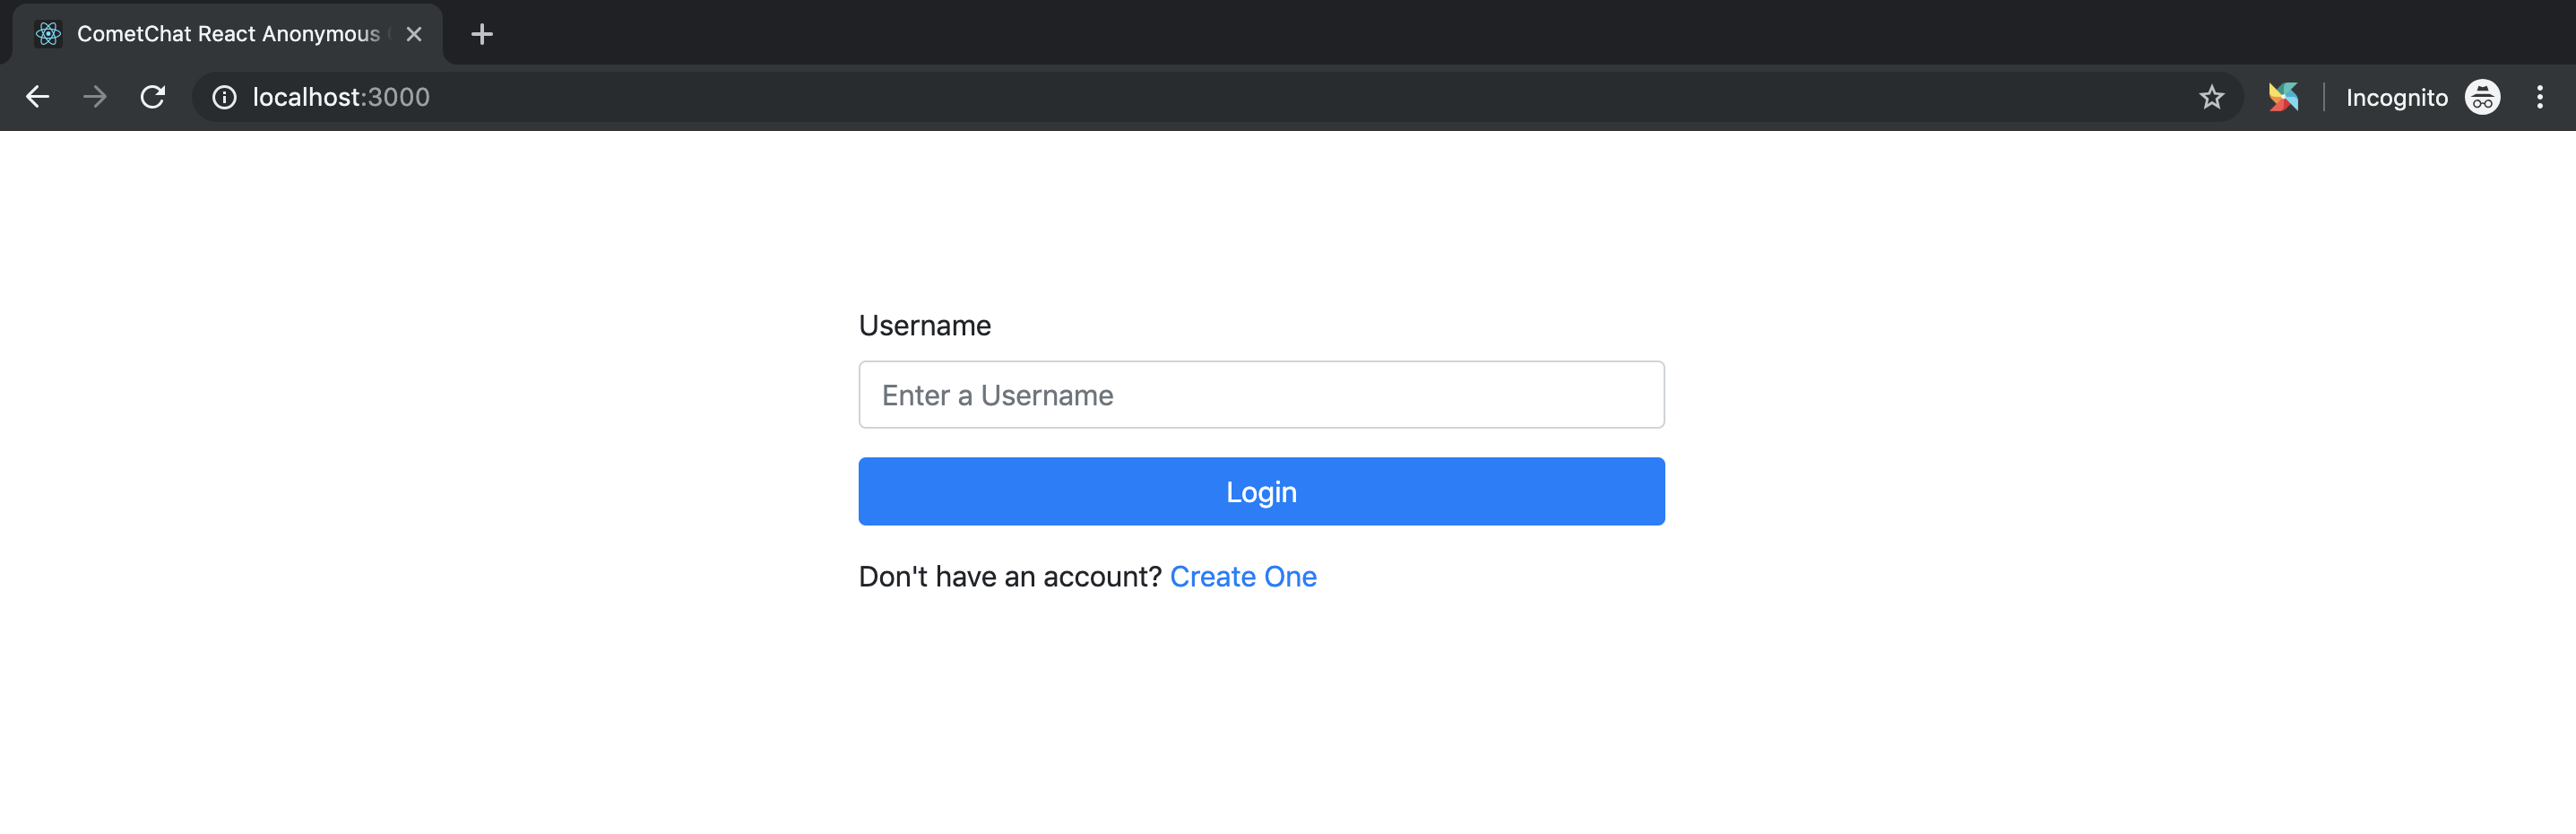 CometChat React Anonymous
localhost:3000
Incognito
Username
Enter a Username
Login
Don't have an account? Create One